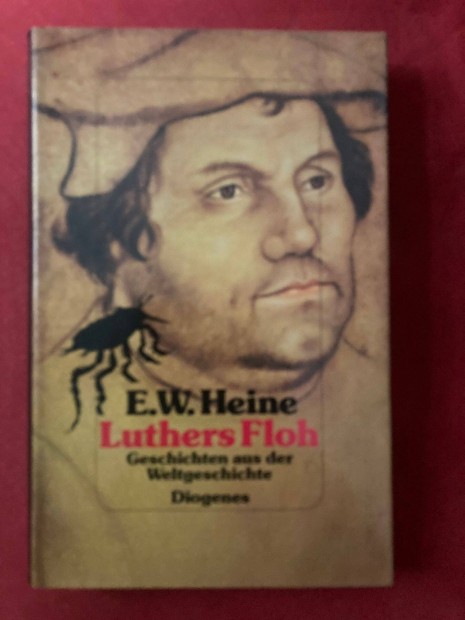 E.W. Heine
Luthers Floh
Geschichten aus der
Weltgeschichte
Diogenes